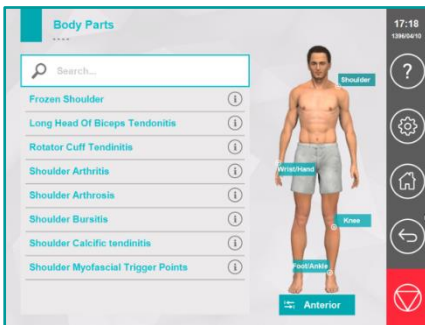 Body Parts
17:18
1396/04/10
Search...
Shoulder
Frozen Shoulder
Long Head Of Biceps Tendonitis
Rotator Cuff Tendinitis
Shoulder Arthritis
Wrist/Hand
Shoulder Arthrosis
Shoulder Bursitis
Knee
Shoulder Calcific tendinitis
Shoulder Myofascial Trigger Points
Foot/Ankle
Anterior